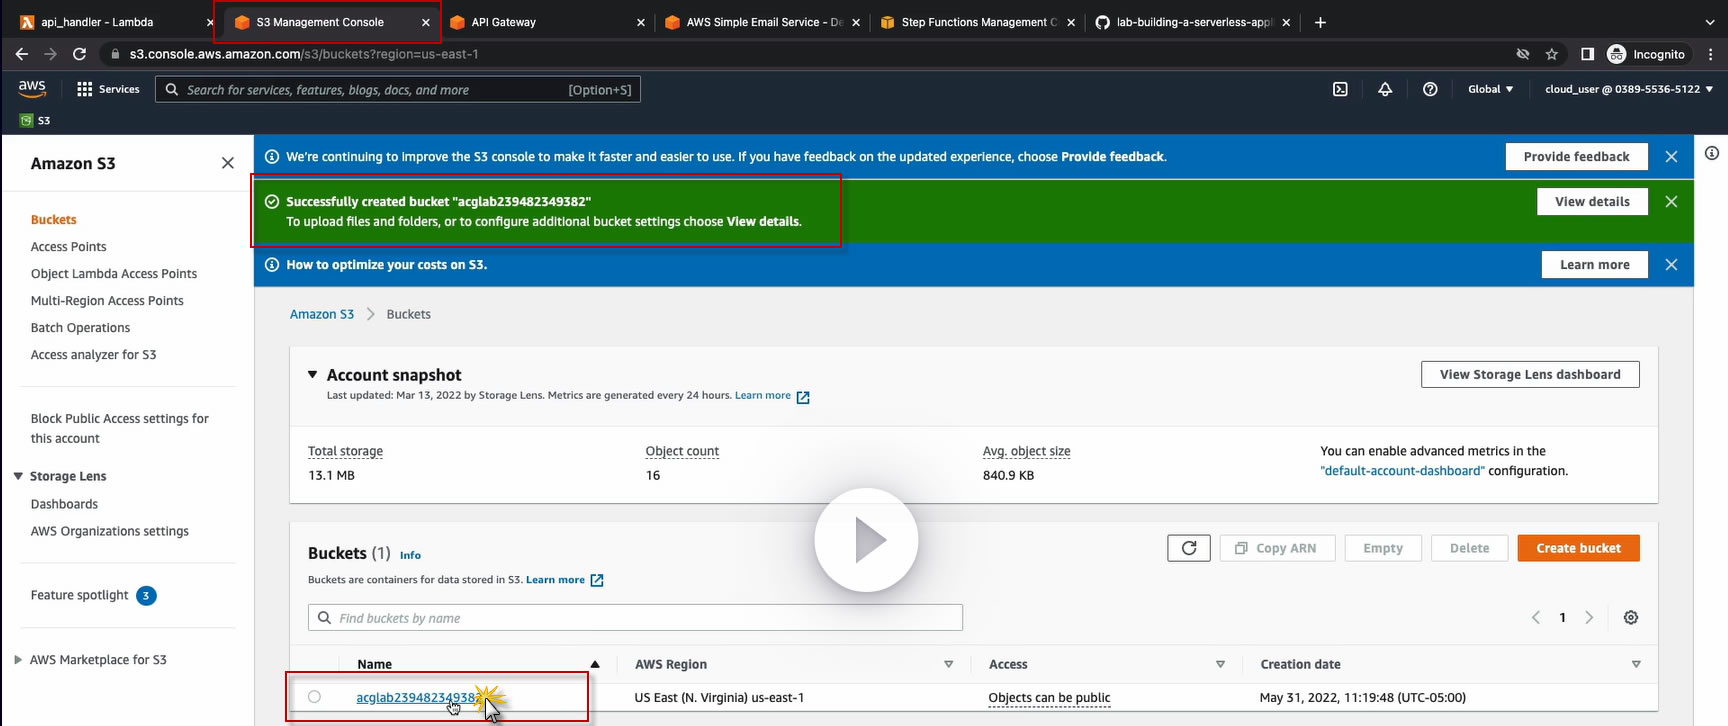 api_handler - Lambda
S3 Management Console
API Gateway
AWS Simple Email Service - De
Step Functions Management C
lab-building-a-serverless-appl
s3.console.aws.amazon.com/s3/buckets?region=us-east-1
Incognito
aws
Services
Search for services, features, blogs, docs, and more
[Option+S]
Global
cloud_user @ 0389-5536-5122
S3
Amazon S3
Buckets
Access Points
Object Lambda Access Points
Multi-Region Access Points
Batch Operations
Access analyzer for S3
Block Public Access settings for
this account
Storage Lens
Dashboards
AWS Organizations settings
Feature spotlight 3
AWS Marketplace for S3
We're continuing to improve the S3 console to make it faster and easier to use. If you have feedback on the updated experience, choose Provide feedback.
Provide feedback
Successfully created bucket "acglab239482349382"
To upload files and folders, or to configure additional bucket settings choose View details.
View details
How to optimize your costs on S3.
Learn more
Amazon S3 > Buckets
Account snapshot
Last updated: Mar 13, 2022 by Storage Lens. Metrics are generated every 24 hours. Learn more
View Storage Lens dashboard
Total storage
13.1 MB
Object count
16
Avg. object size
840.9 KB
You can enable advanced metrics in the
"default-account-dashboard" configuration.
Buckets (1) Info
Buckets are containers for data stored in S3. Learn more
Copy ARN
Empty
Delete
Create bucket
Find buckets by name
1
Name
AWS Region
Access
Creation date
acglab23948234938
US East (N. Virginia) us-east-1
Objects can be public
May 31, 2022, 11:19:48 (UTC-05:00)